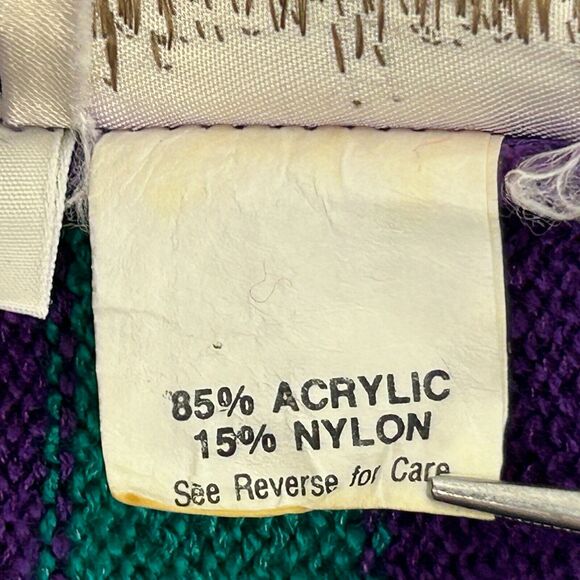 85% ACRYLIC
15% NYLON
See Reverse for Care